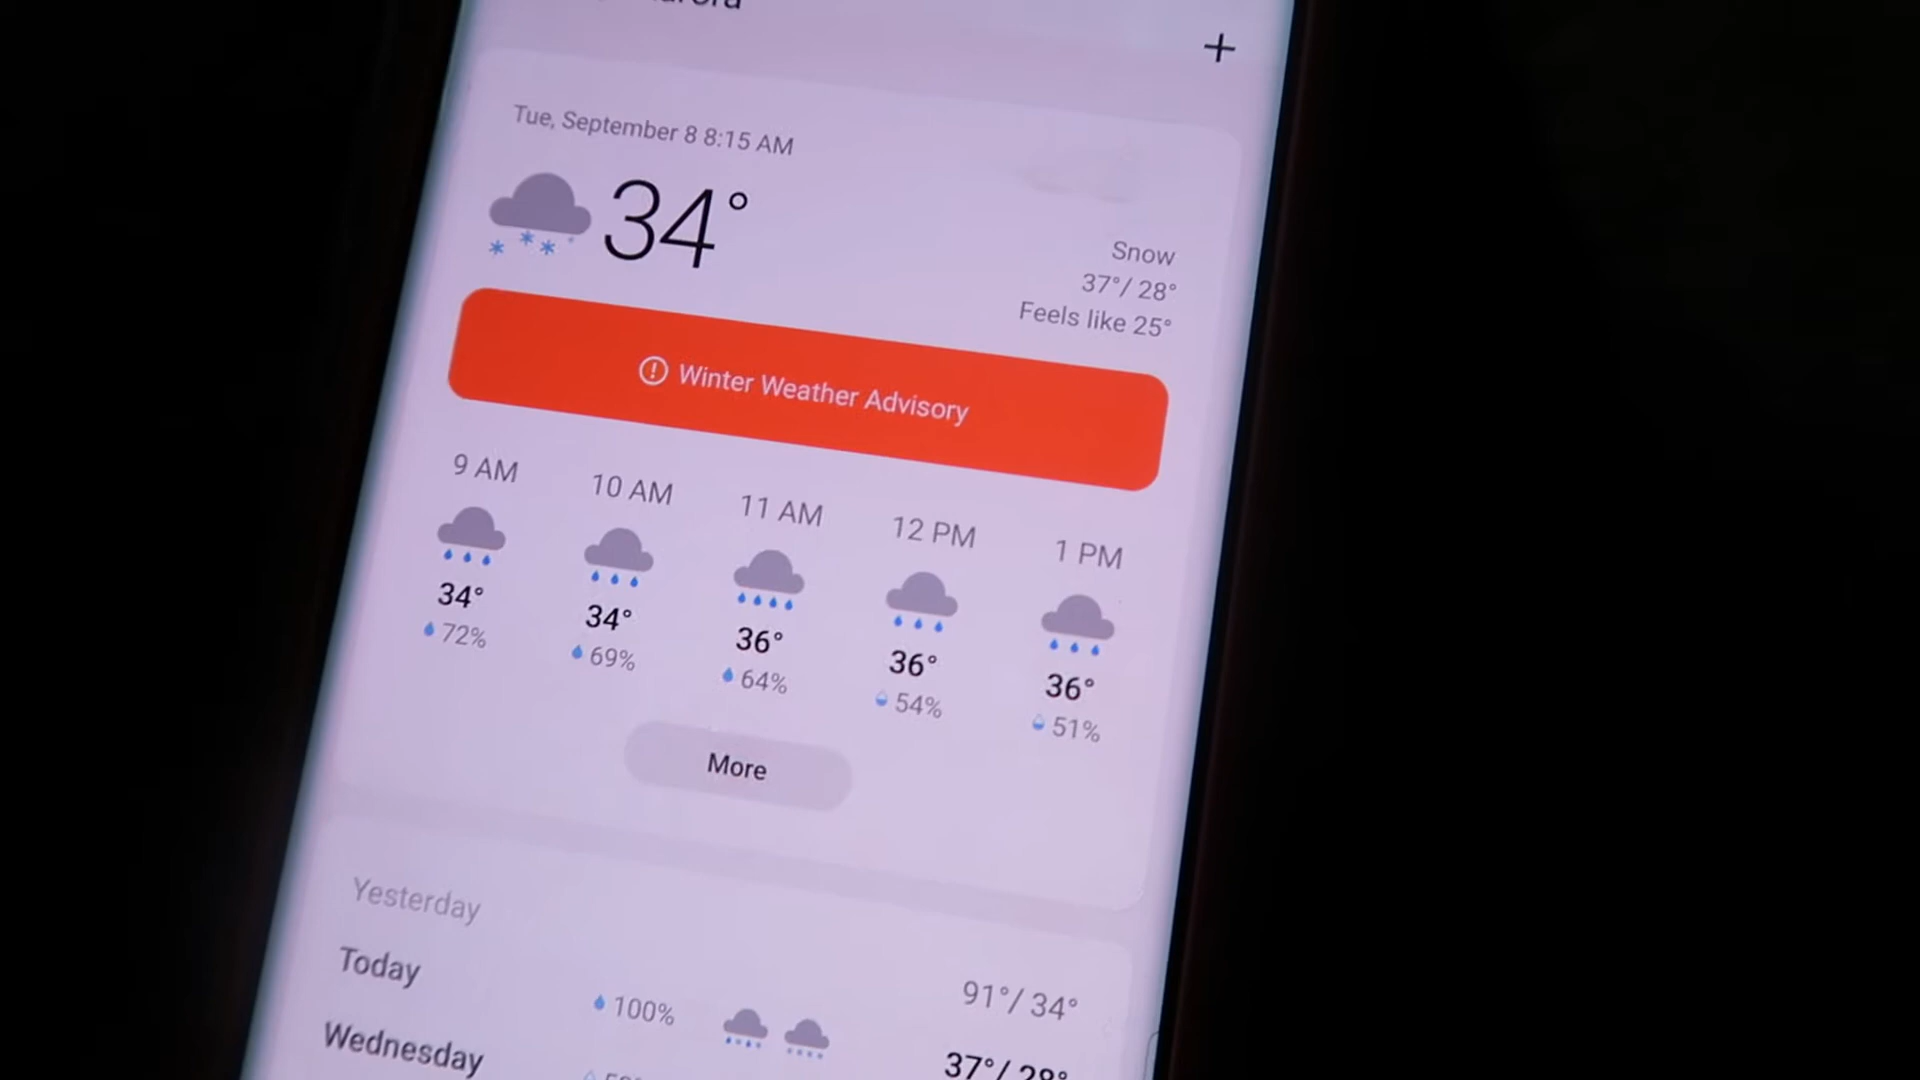 Tue, September 8 8:15 AM
34°
Snow
37°/ 28°
Feels like 25°
Winter Weather Advisory
9 AM 10 AM 11 AM 12 PM 1 PM
34° 34° 36° 36° 36°
72% 69% 64% 54% 51%
More
Yesterday 91°/ 34°
Today 100% 37°/ 28°
Wednesday